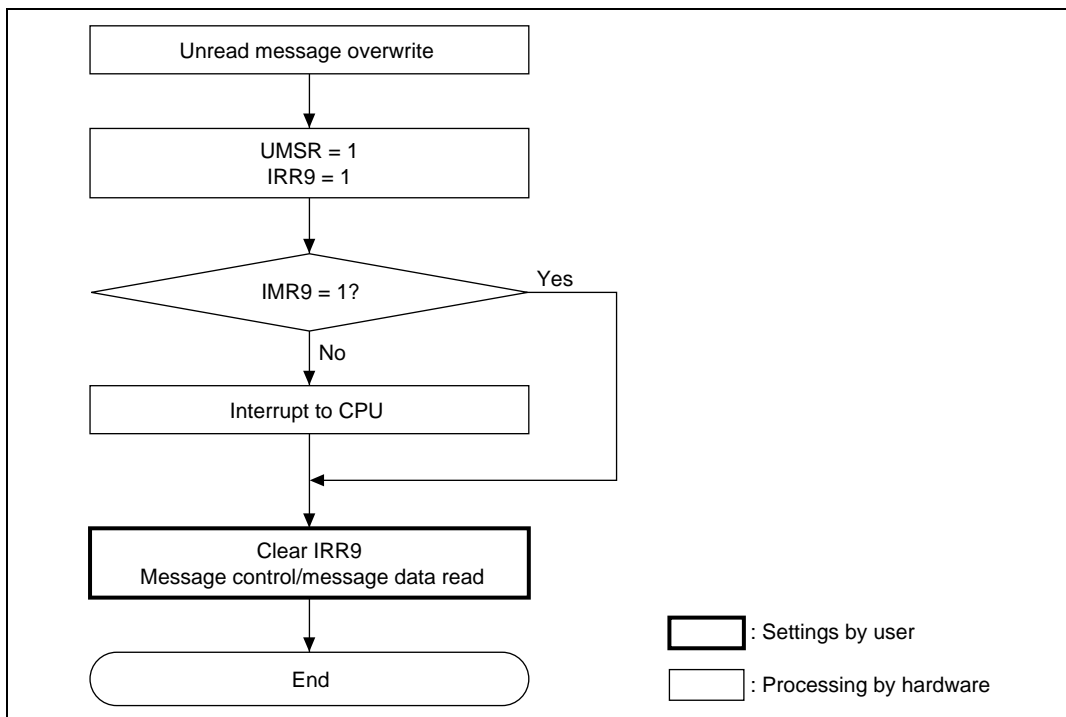 Unread message overwrite
UMSR = 1
IRR9 = 1
IMR9 = 1?
Yes
No
Interrupt to CPU
Clear IRR9
Message control/message data read
End
: Settings by user
: Processing by hardware